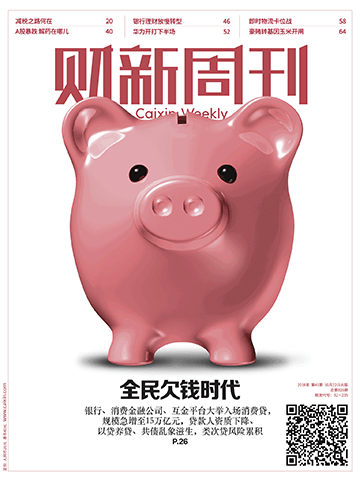 减税之路何在 20
A股暴跌 解药在哪儿 40
银行理财放慢转型 46
华为开打下半场 52
即时物流卡位战 58
豪赌转基因玉米开闸 64
财新周刊
Caixin Weekly
全民欠钱时代
银行、消费金融公司、互金平台大举入场消费贷,
规模急增至15万亿元,贷款人资质下降、
以贷养贷、共债乱象滋生,类次贷风险累积
P.26
www.caixin.com